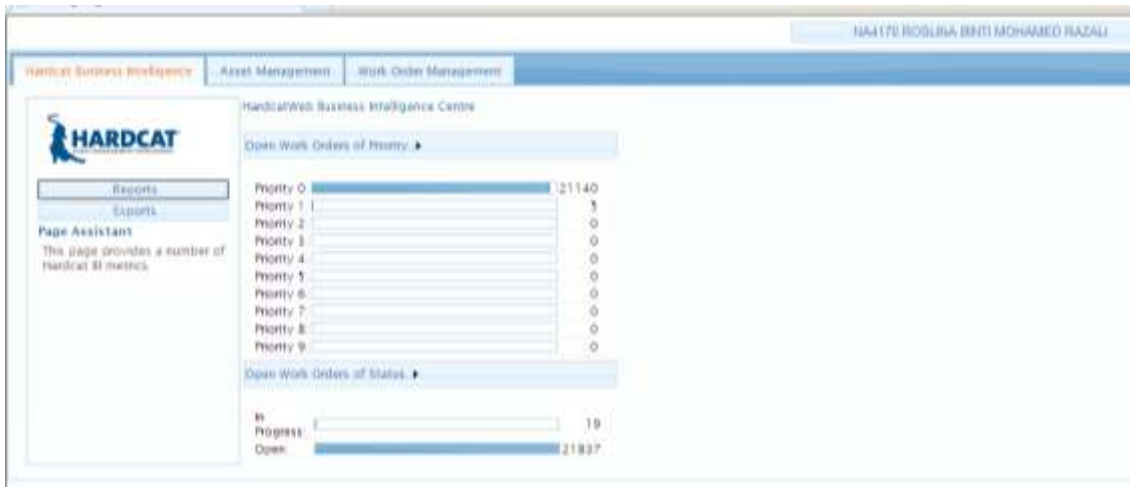 NA4170 ROSLINA BINTI MOHAMED RAZALI
Hardcat Business Intelligence
Asset Management
Work Order Management
HARDCAT
Reports
Exports
Page Assistant
This page provides a number of
Hardcat BI metrics.
HardcatWeb Business Intelligence Centre
Open Work Orders of Priority
Priority 0 21140
Priority 1
Priority 2 0
Priority 3 0
Priority 4 0
Priority 5 0
Priority 6 0
Priority 7 0
Priority 8 0
Priority 9 0
Open Work Orders of Status
In
Progress 19
Open 21837